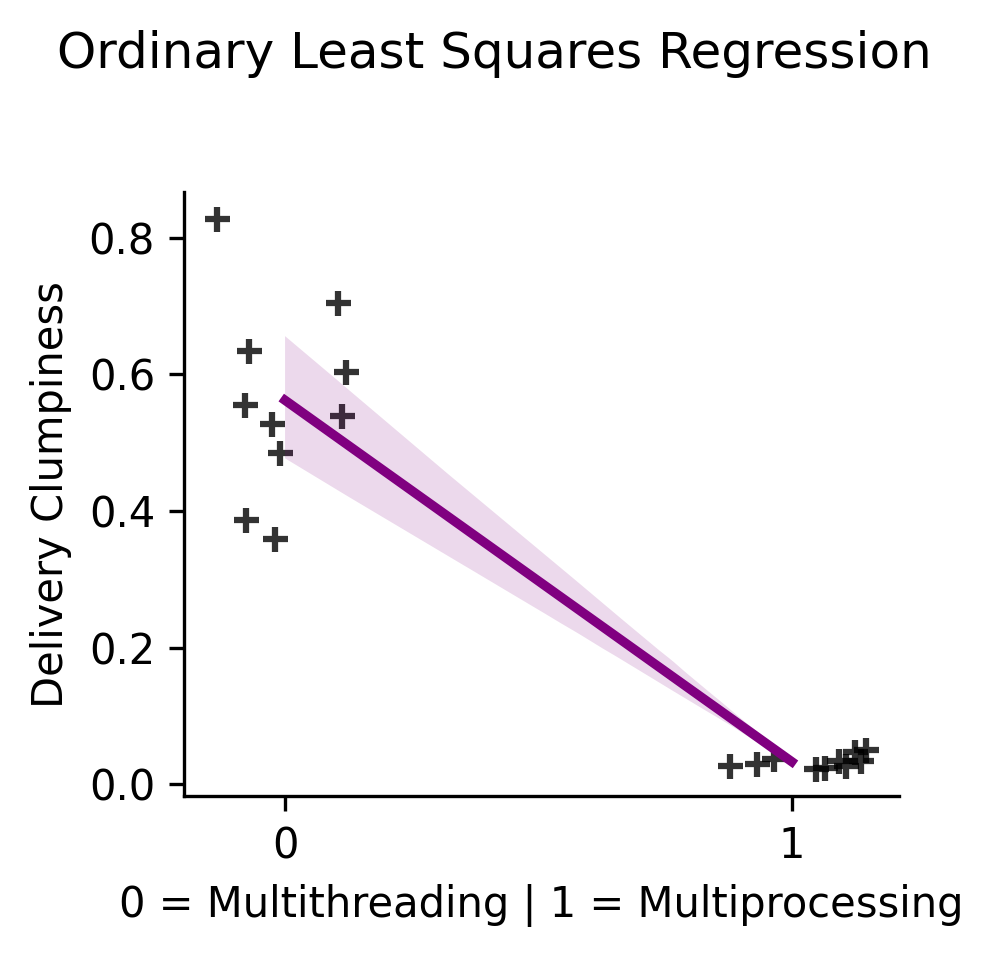 Ordinary Least Squares Regression
Delivery Clumpiness
0.8
0.6
0.4
0.2
0.0
0
1
0 = Multithreading | 1 = Multiprocessing